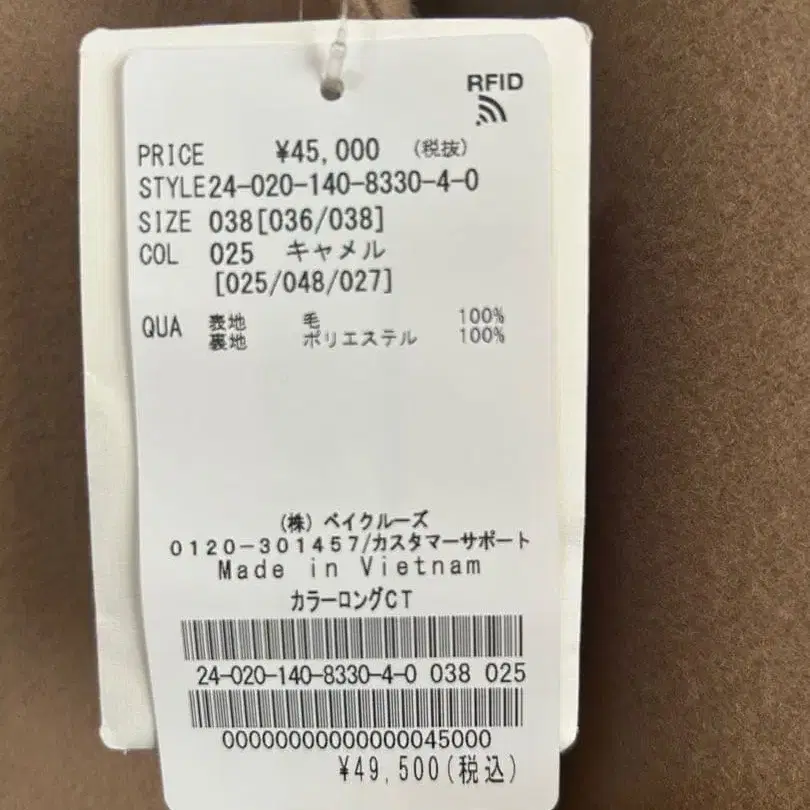 RFID
PRICE ¥45,000 (税抜)
STYLE24-020-140-8330-4-0
SIZE 038[036/038]
COL 025 キャメル
[025/048/027]
QUA 表地 毛 100%
裏地 ポリエステル 100%
(株) ベイクルーズ
0120-301457/カスタマーサポート
Made in Vietnam
カラーロングCT
24-020-140-8330-4-0 038 025
00000000000000045000
¥49,500(税込)